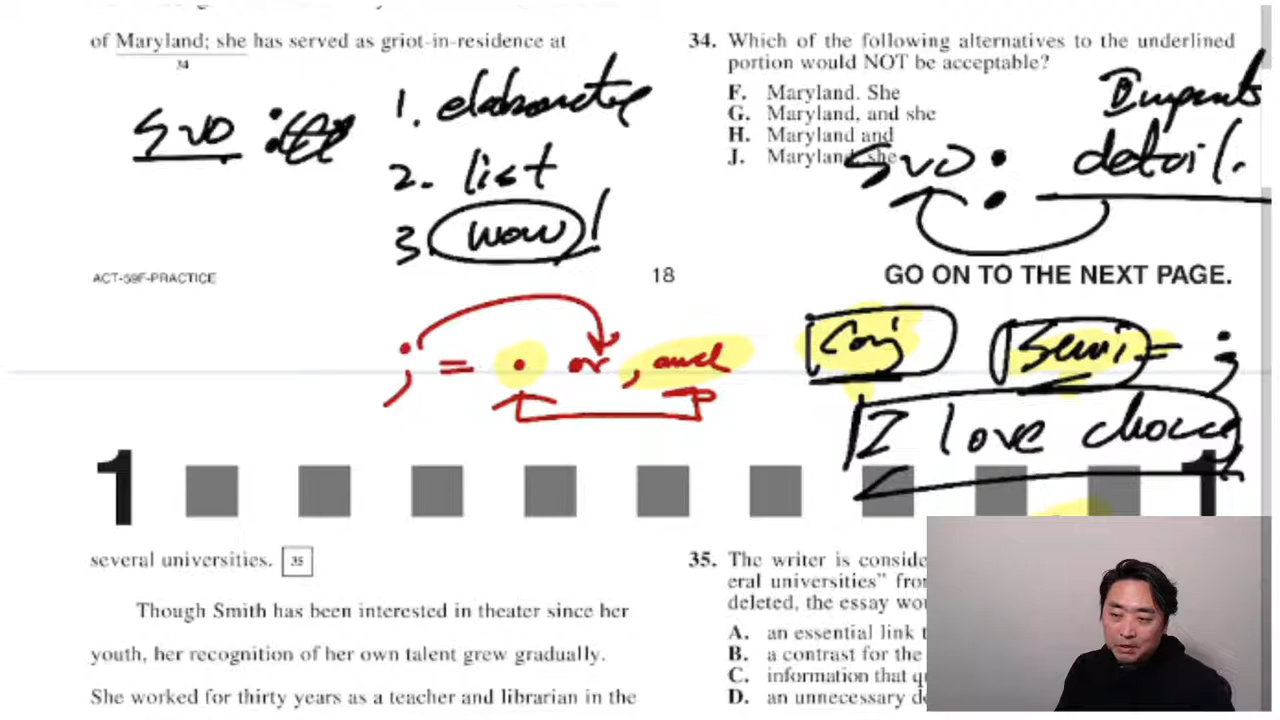 of Maryland; she has served as griot-in-residence at
34
SVO :
1. elaborative
2. list
3. wow!
34. Which of the following alternatives to the underlined
portion would NOT be acceptable?
F. Maryland. She
G. Maryland, and she
H. Maryland and
J. Maryland, she
SVO : detail.
ACT-59F-PRACTICE
18
GO ON TO THE NEXT PAGE.
; = . or , and
Conj Semi = ;
I love
1 1
several universities. 35
Though Smith has been interested in theater since her
youth, her recognition of her own talent grew gradually.
She worked for thirty years as a teacher and librarian in the
35. The writer is conside
eral universities” fro
deleted, the essay wo
A. an essential link t
B. a contrast for the
C. information that q
D. an unnecessary de